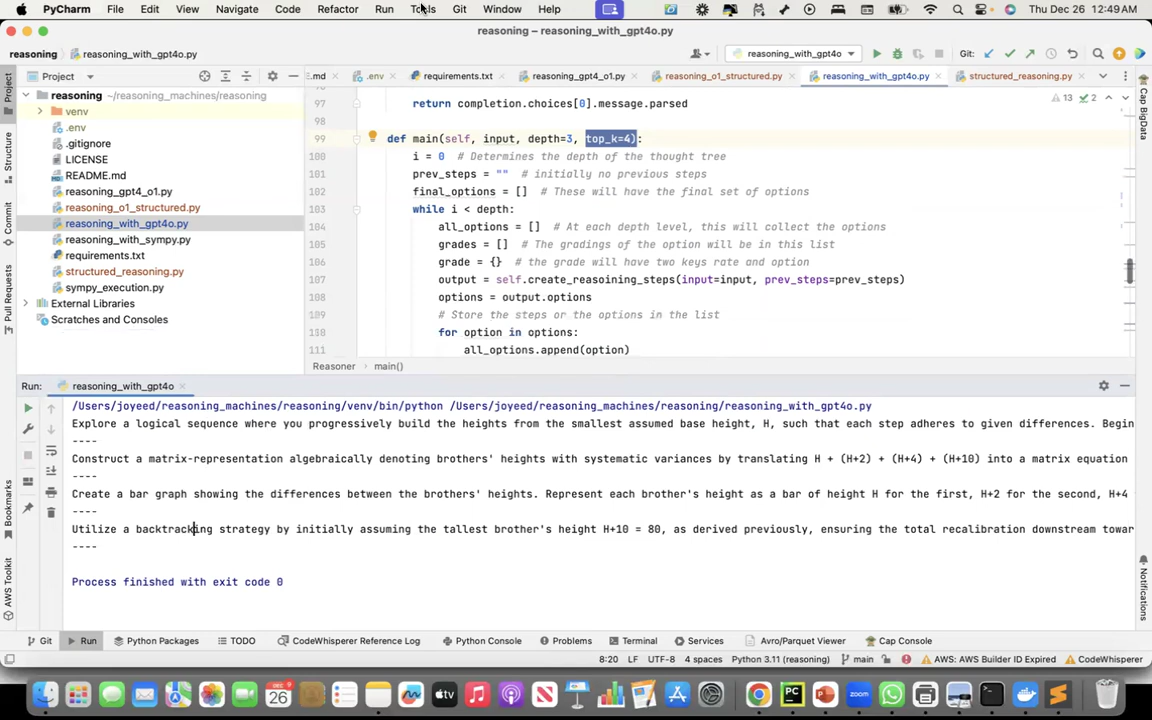 PyCharm File Edit View Navigate Code Refactor Run Tools Git Window Help Thu Dec 26 12:49 AM
reasoning – reasoning_with_gpt4o.py
reasoning reasoning_with_gpt4o.py reasoning_with_gpt4o Git:
Project .md .env requirements.txt reasoning_gpt4_o1.py reasoning_o1_structured.py reasoning_with_gpt4o.py structured_reasoning.py
reasoning ~/reasoning_machines/reasoning
venv
.env
.gitignore
LICENSE
README.md
reasoning_gpt4_o1.py
reasoning_o1_structured.py
reasoning_with_gpt4o.py
reasoning_with_sympy.py
requirements.txt
structured_reasoning.py
sympy_execution.py
External Libraries
Scratches and Consoles
13 2
97 return completion.choices[0].message.parsed
98
99 def main(self, input, depth=3, top_k=4):
100 i = 0 # Determines the depth of the thought tree
101 prev_steps = "" # initially no previous steps
102 final_options = [] # These will have the final set of options
103 while i < depth:
104 all_options = [] # At each depth level, this will collect the options
105 grades = [] # The gradings of the option will be in this list
106 grade = {} # the grade will have two keys rate and option
107 output = self.create_reasoining_steps(input=input, prev_steps=prev_steps)
108 options = output.options
109 # Store the steps or the options in the list
110 for option in options:
111 all_options.append(option)
Reasoner main()
Project
Structure
Commit
Pull Requests
Bookmarks
AWS Toolkit
Cap BigData
Notifications
Run: reasoning_with_gpt4o
/Users/joyeed/reasoning_machines/reasoning/venv/bin/python /Users/joyeed/reasoning_machines/reasoning/reasoning_with_gpt4o.py
Explore a logical sequence where you progressively build the heights from the smallest assumed base height, H, such that each step adheres to given differences. Begin
----
Construct a matrix-representation algebraically denoting brothers' heights with systematic variances by translating H + (H+2) + (H+4) + (H+10) into a matrix equation
----
Create a bar graph showing the differences between the brothers' heights. Represent each brother's height as a bar of height H for the first, H+2 for the second, H+4
----
Utilize a backtracking strategy by initially assuming the tallest brother's height H+10 = 80, as derived previously, ensuring the total recalibration downstream towar
----
Process finished with exit code 0
Git Run Python Packages TODO CodeWhisperer Reference Log Python Console Problems Terminal Services Avro/Parquet Viewer Cap Console
8:20 LF UTF-8 4 spaces Python 3.11 (reasoning) main AWS: AWS Builder ID Expired CodeWhisperer